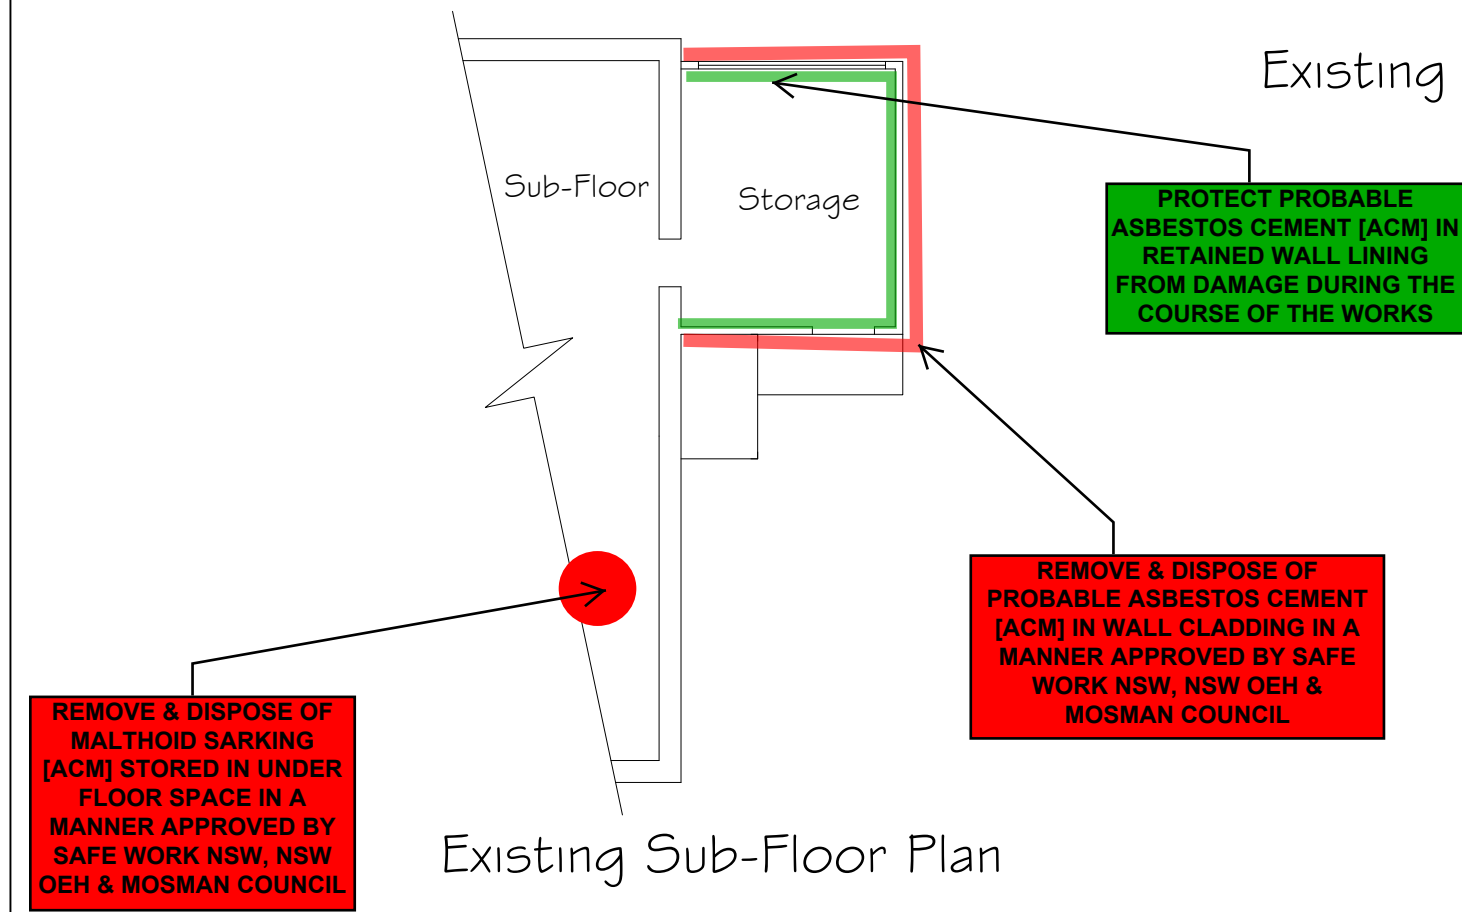 Existing
Sub-Floor
Storage
PROTECT PROBABLE
ASBESTOS CEMENT [ACM] IN
RETAINED WALL LINING
FROM DAMAGE DURING THE
COURSE OF THE WORKS
REMOVE & DISPOSE OF
PROBABLE ASBESTOS CEMENT
[ACM] IN WALL CLADDING IN A
MANNER APPROVED BY SAFE
WORK NSW, NSW OEH &
MOSMAN COUNCIL
REMOVE & DISPOSE OF
MALTHOID SARKING
[ACM] STORED IN UNDER
FLOOR SPACE IN A
MANNER APPROVED BY
SAFE WORK NSW, NSW
OEH & MOSMAN COUNCIL
Existing Sub-Floor Plan